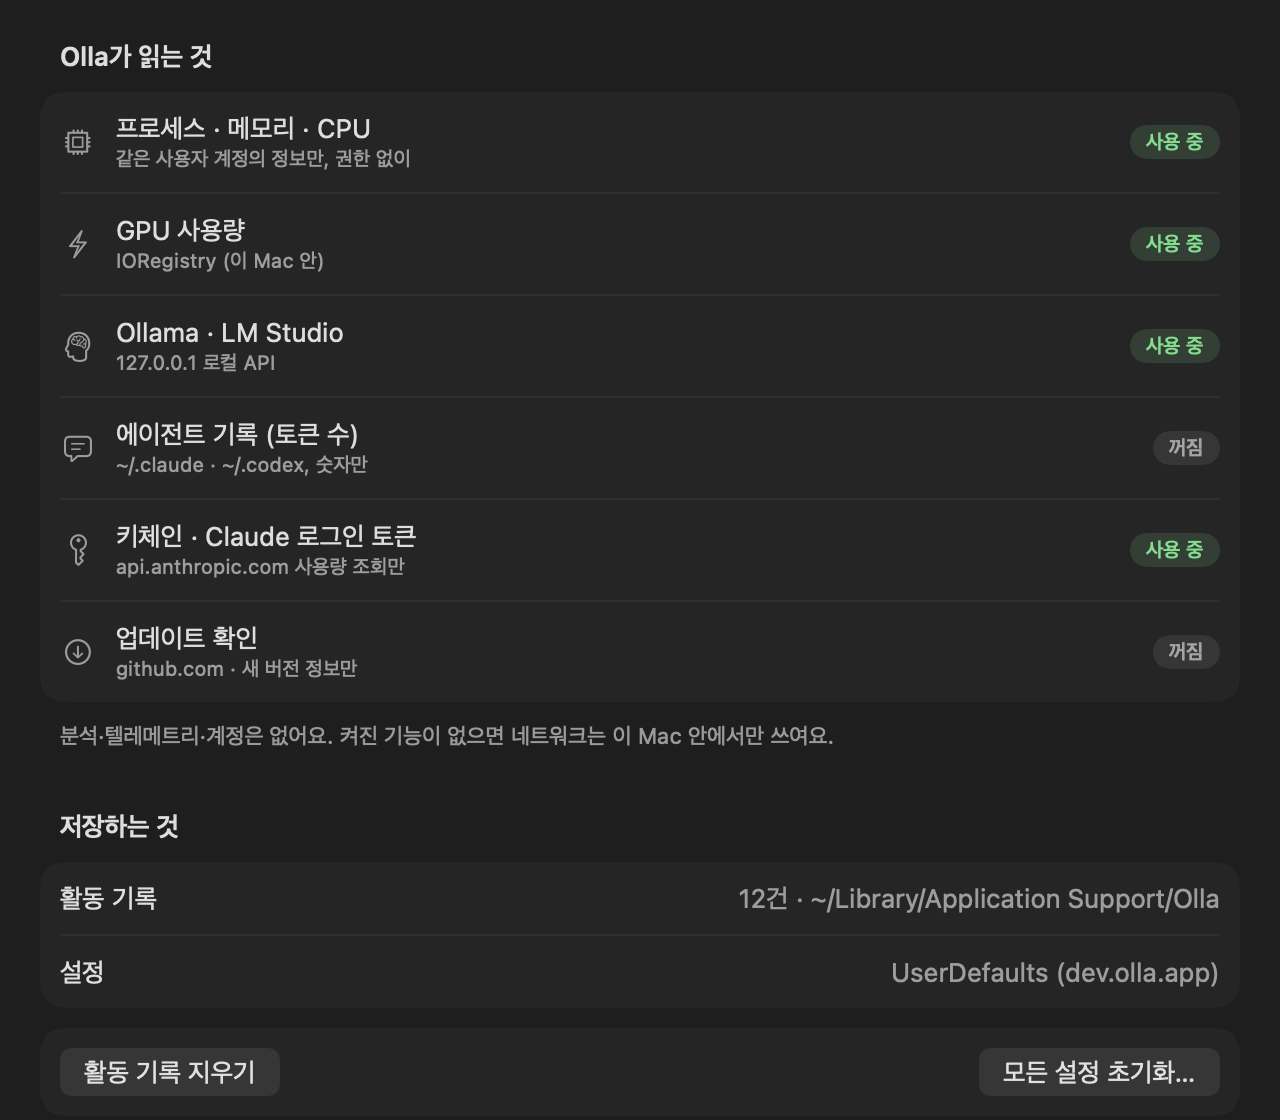 Olla가 읽는 것
프로세스 · 메모리 · CPU
같은 사용자 계정의 정보만, 권한 없이
사용 중
GPU 사용량
IORegistry (이 Mac 안)
사용 중
Ollama · LM Studio
127.0.0.1 로컬 API
사용 중
에이전트 기록 (토큰 수)
~/.claude · ~/.codex, 숫자만
꺼짐
키체인 · Claude 로그인 토큰
api.anthropic.com 사용량 조회만
사용 중
업데이트 확인
github.com · 새 버전 정보만
꺼짐
분석·텔레메트리·계정은 없어요. 켜진 기능이 없으면 네트워크는 이 Mac 안에서만 쓰여요.
저장하는 것
활동 기록 12건 · ~/Library/Application Support/Olla
설정 UserDefaults (dev.olla.app)
활동 기록 지우기 모든 설정 초기화...